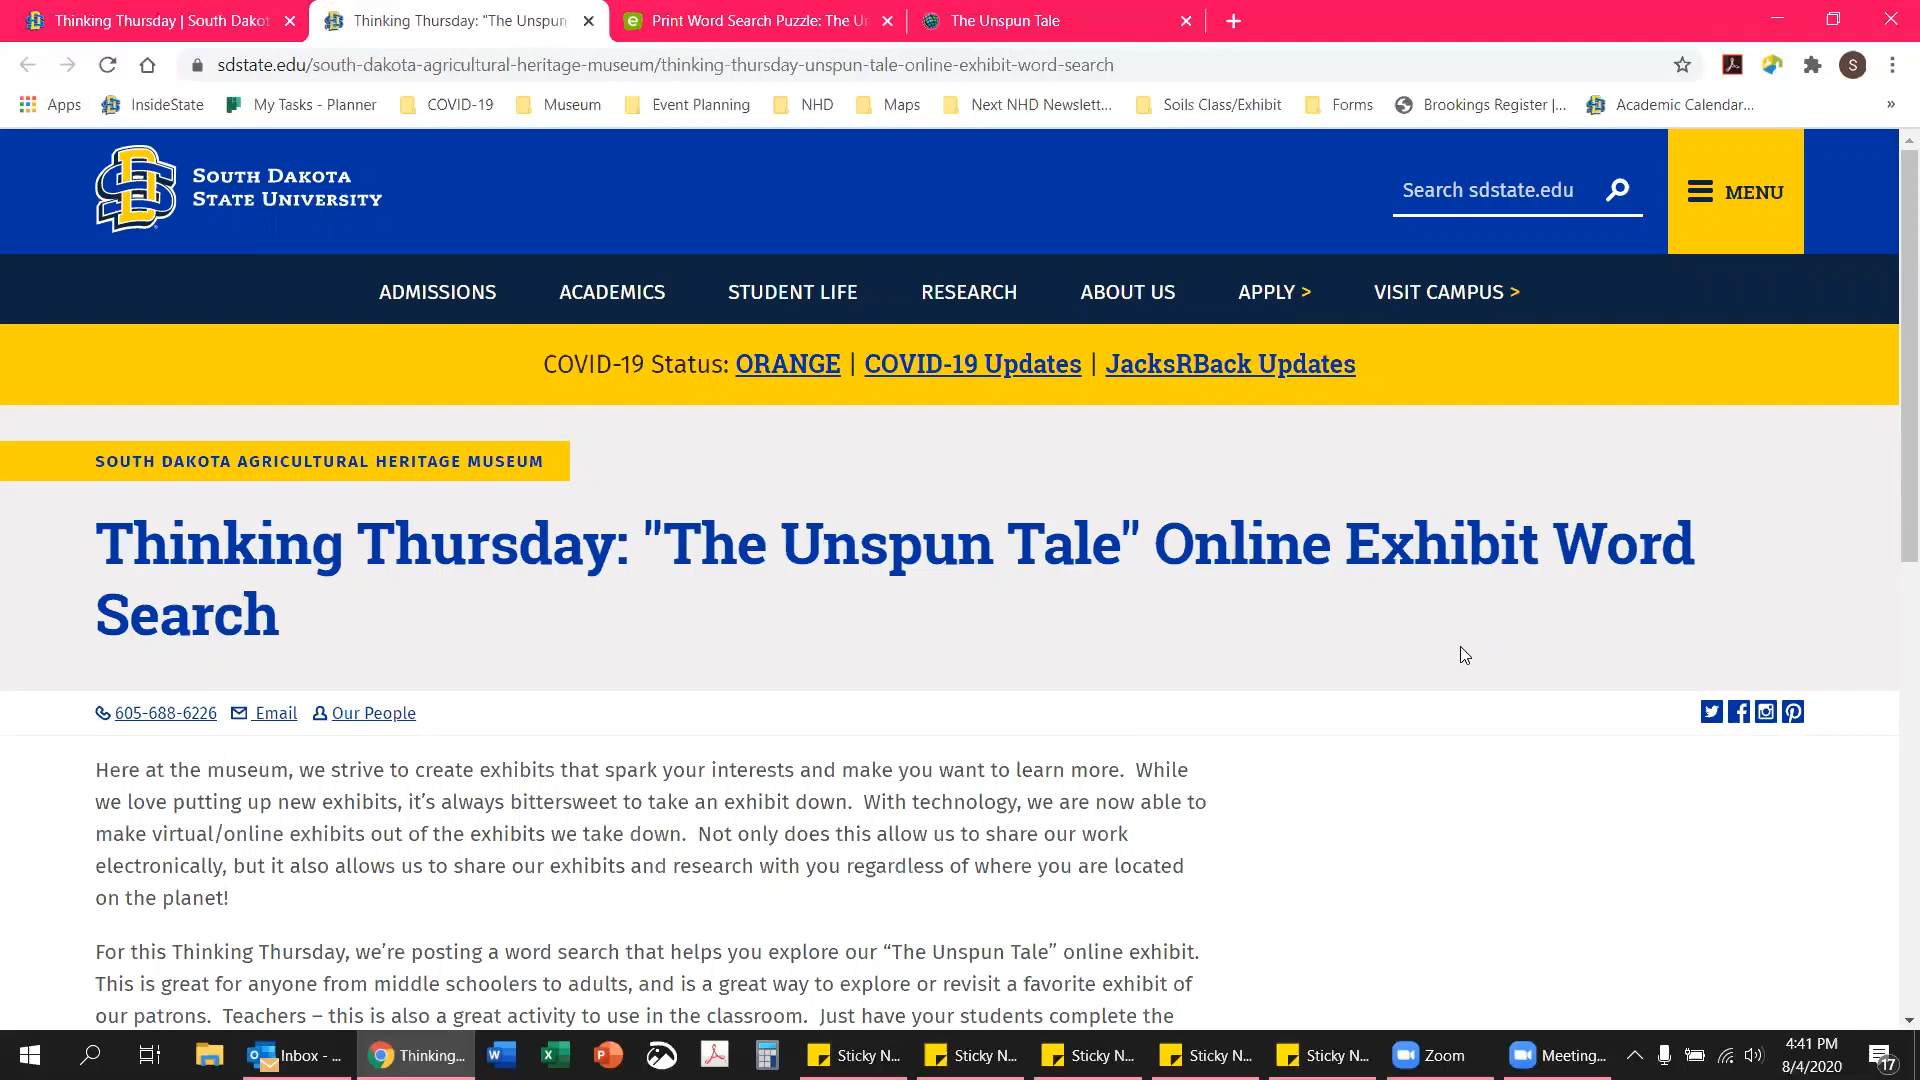 Thinking Thursday | South Dakot
Thinking Thursday: "The Unspun
Print Word Search Puzzle: The U
The Unspun Tale
sdstate.edu/south-dakota-agricultural-heritage-museum/thinking-thursday-unspun-tale-online-exhibit-word-search
S
Apps
InsideState
My Tasks - Planner
COVID-19
Museum
Event Planning
NHD
Maps
Next NHD Newslett...
Soils Class/Exhibit
Forms
Brookings Register |...
Academic Calendar...
»
SOUTH DAKOTA
STATE UNIVERSITY
Search sdstate.edu
MENU
ADMISSIONS
ACADEMICS
STUDENT LIFE
RESEARCH
ABOUT US
APPLY >
VISIT CAMPUS >
COVID-19 Status: ORANGE | COVID-19 Updates | JacksRBack Updates
SOUTH DAKOTA AGRICULTURAL HERITAGE MUSEUM
Thinking Thursday: "The Unspun Tale" Online Exhibit Word
Search
605-688-6226 Email Our People
Here at the museum, we strive to create exhibits that spark your interests and make you want to learn more. While
we love putting up new exhibits, it's always bittersweet to take an exhibit down. With technology, we are now able to
make virtual/online exhibits out of the exhibits we take down. Not only does this allow us to share our work
electronically, but it also allows us to share our exhibits and research with you regardless of where you are located
on the planet!
For this Thinking Thursday, we're posting a word search that helps you explore our “The Unspun Tale” online exhibit.
This is great for anyone from middle schoolers to adults, and is a great way to explore or revisit a favorite exhibit of
our patrons. Teachers – this is also a great activity to use in the classroom. Just have your students complete the
Inbox - ...
Thinking...
Sticky N...
Sticky N...
Sticky N...
Sticky N...
Sticky N...
Zoom
Meeting...
4:41 PM
8/4/2020
17